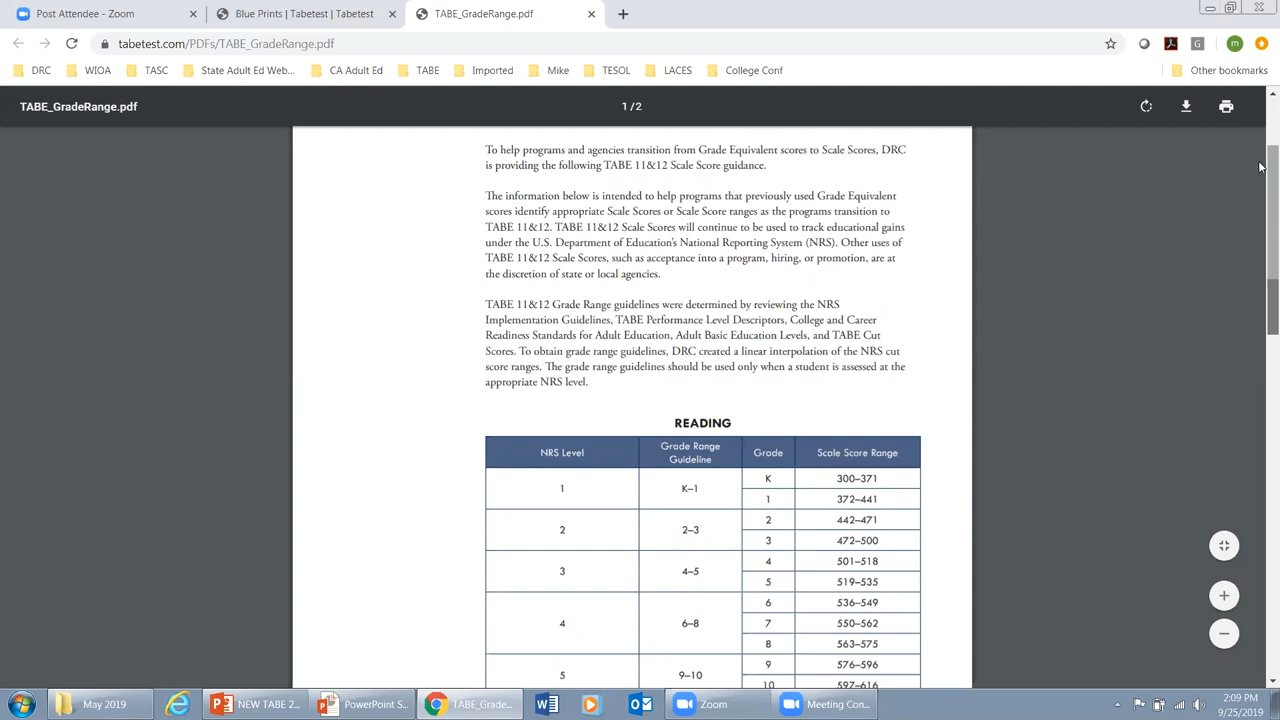 Post Attendee - Zoom
Blue Prints | Tabetest | Tabetest
TABE_GradeRange.pdf
tabetest.com/PDFs/TABE_GradeRange.pdf
G
m
DRC
WIOA
TASC
State Adult Ed Web...
CA Adult Ed
TABE
Imported
Mike
TESOL
LACES
College Conf
Other bookmarks
TABE_GradeRange.pdf
1 / 2
To help programs and agencies transition from Grade Equivalent scores to Scale Scores, DRC
is providing the following TABE 11&12 Scale Score guidance.
The information below is intended to help programs that previously used Grade Equivalent
scores identify appropriate Scale Scores or Scale Score ranges as the programs transition to
TABE 11&12. TABE 11&12 Scale Scores will continue to be used to track educational gains
under the U.S. Department of Education's National Reporting System (NRS). Other uses of
TABE 11&12 Scale Scores, such as acceptance into a program, hiring, or promotion, are at
the discretion of state or local agencies.
TABE 11&12 Grade Range guidelines were determined by reviewing the NRS
Implementation Guidelines, TABE Performance Level Descriptors, College and Career
Readiness Standards for Adult Education, Adult Basic Education Levels, and TABE Cut
Scores. To obtain grade range guidelines, DRC created a linear interpolation of the NRS cut
score ranges. The grade range guidelines should be used only when a student is assessed at the
appropriate NRS level.
READING
NRS Level
Grade Range
Guideline
Grade
Scale Score Range
1
K–1
K
300–371
1
372–441
2
2–3
2
442–471
3
472–500
3
4–5
4
501–518
5
519–535
4
6–8
6
536–549
7
550–562
8
563–575
5
9–10
9
576–596
10
597–616
May 2019
NEW TABE 2...
PowerPoint S...
TABE_Grade...
Zoom
Meeting Con...
2:09 PM
9/25/2019